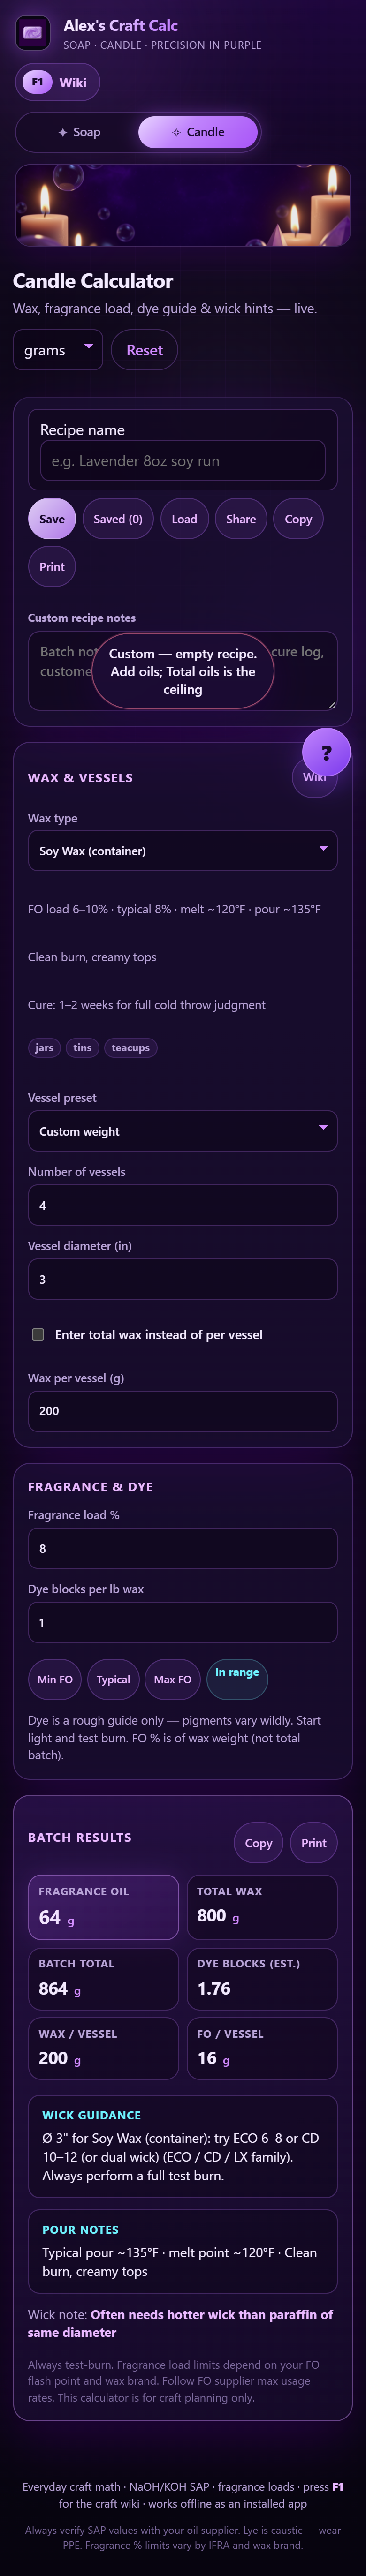 Alex's Craft Calc
SOAP · CANDLE · PRECISION IN PURPLE
F1 Wiki
Soap
Candle
Candle Calculator
Wax, fragrance load, dye guide & wick hints — live.
grams
Reset
Recipe name
e.g. Lavender 8oz soy run
Save
Saved (0)
Load
Share
Copy
Print
Custom recipe notes
Custom — empty recipe.
Add oils; Total oils is the
ceiling
cure log,
?
WAX & VESSELS
Wiki
Wax type
Soy Wax (container)
FO load 6–10% · typical 8% · melt ~120°F · pour ~135°F
Clean burn, creamy tops
Cure: 1–2 weeks for full cold throw judgment
jars
tins
teacups
Vessel preset
Custom weight
Number of vessels
4
Vessel diameter (in)
3
Enter total wax instead of per vessel
Wax per vessel (g)
200
FRAGRANCE & DYE
Fragrance load %
8
Dye blocks per lb wax
1
Min FO
Typical
Max FO
In range
Dye is a rough guide only — pigments vary wildly. Start
light and test burn. FO % is of wax weight (not total
batch).
BATCH RESULTS
Copy
Print
FRAGRANCE OIL
64 g
TOTAL WAX
800 g
BATCH TOTAL
864 g
DYE BLOCKS (EST.)
1.76
WAX / VESSEL
200 g
FO / VESSEL
16 g
WICK GUIDANCE
Ø 3" for Soy Wax (container): try ECO 6–8 or CD
10–12 (or dual wick) (ECO / CD / LX family).
Always perform a full test burn.
POUR NOTES
Typical pour ~135°F · melt point ~120°F · Clean
burn, creamy tops
Wick note: Often needs hotter wick than paraffin of
same diameter
Always test-burn. Fragrance load limits depend on your FO
flash point and wax brand. Follow FO supplier max usage
rates. This calculator is for craft planning only.
Everyday craft math · NaOH/KOH SAP · fragrance loads · press F1
for the craft wiki · works offline as an installed app
Always verify SAP values with your oil supplier. Lye is caustic — wear
PPE. Fragrance % limits vary by IFRA and wax brand.